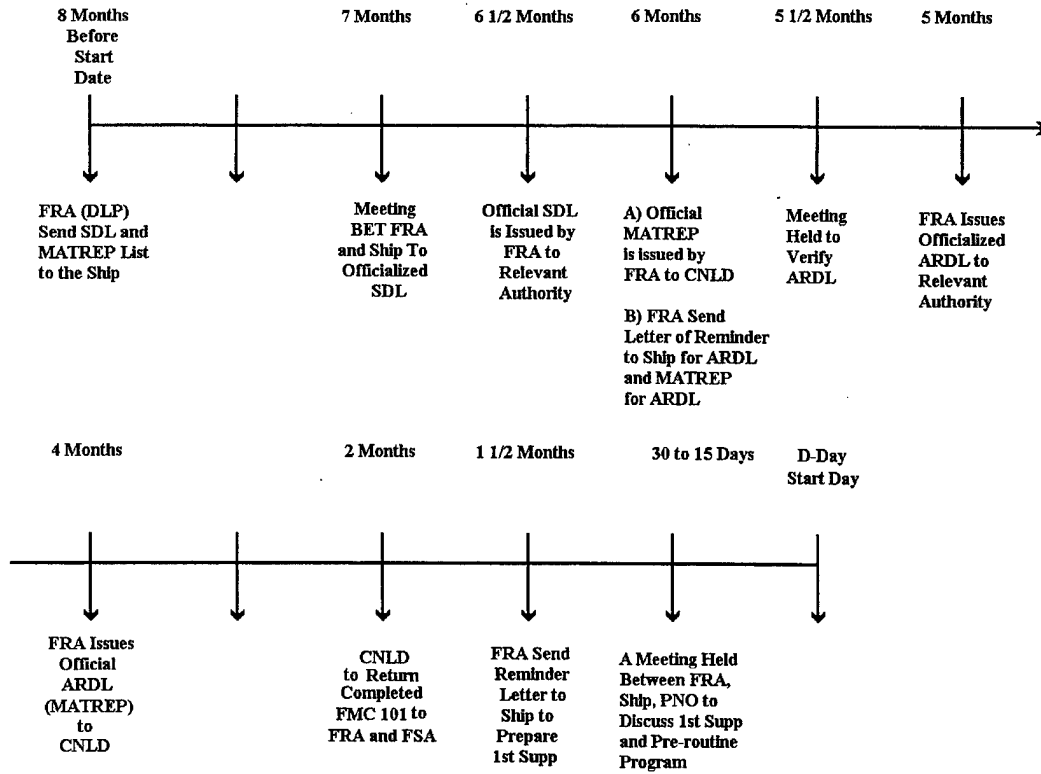 8 Months
Before
Start
Date
7 Months
6 1/2 Months
6 Months
5 1/2 Months
5 Months
FRA (DLP)
Send SDL and
MATREP List
to the Ship
Meeting
BET FRA
and Ship To
Officialized
SDL
Official SDL
is Issued by
FRA to
Relevant
Authority
A) Official
MATREP
is issued by
FRA to CNLD
B) FRA Send
Letter of Reminder
to Ship for ARDL
and MATREP
for ARDL
Meeting
Held to
Verify
ARDL
FRA Issues
Officialized
ARDL to
Relevant
Authority
4 Months
2 Months
1 1/2 Months
30 to 15 Days
D-Day
Start Day
FRA Issues
Official
ARDL
(MATREP)
to
CNLD
CNLD
to Return
Completed
FMC 101 to
FRA and FSA
FRA Send
Reminder
Letter to
Ship to
Prepare
1st Supp
A Meeting Held
Between FRA,
Ship, PNO to
Discuss 1st Supp
and Pre-routine
Program